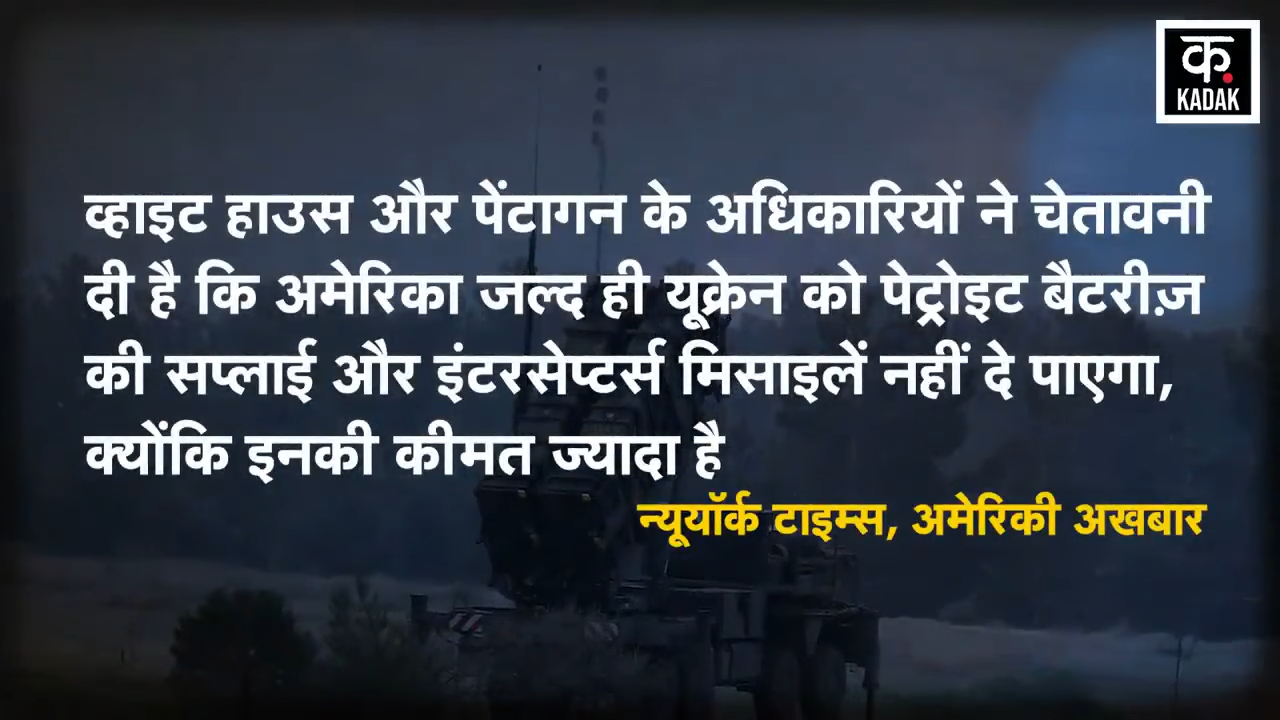 क.
KADAK
व्हाइट हाउस और पेंटागन के अधिकारियों ने चेतावनी
दी है कि अमेरिका जल्द ही यूक्रेन को पेट्रोइट बैटरीज़
की सप्लाई और इंटरसेप्टर्स मिसाइलें नहीं दे पाएगा,
क्योंकि इनकी कीमत ज्यादा है
न्यूयॉर्क टाइम्स, अमेरिकी अखबार